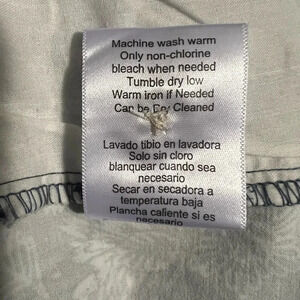 Machine wash warm
Only non-chlorine
bleach when needed
Tumble dry low
Warm iron if Needed
Can be Dry Cleaned
Lavado tibio en lavadora
Solo sin cloro
blanquear cuando sea
necesario
Secar en secadora a
temperatura baja
Plancha caliente si es
necesario